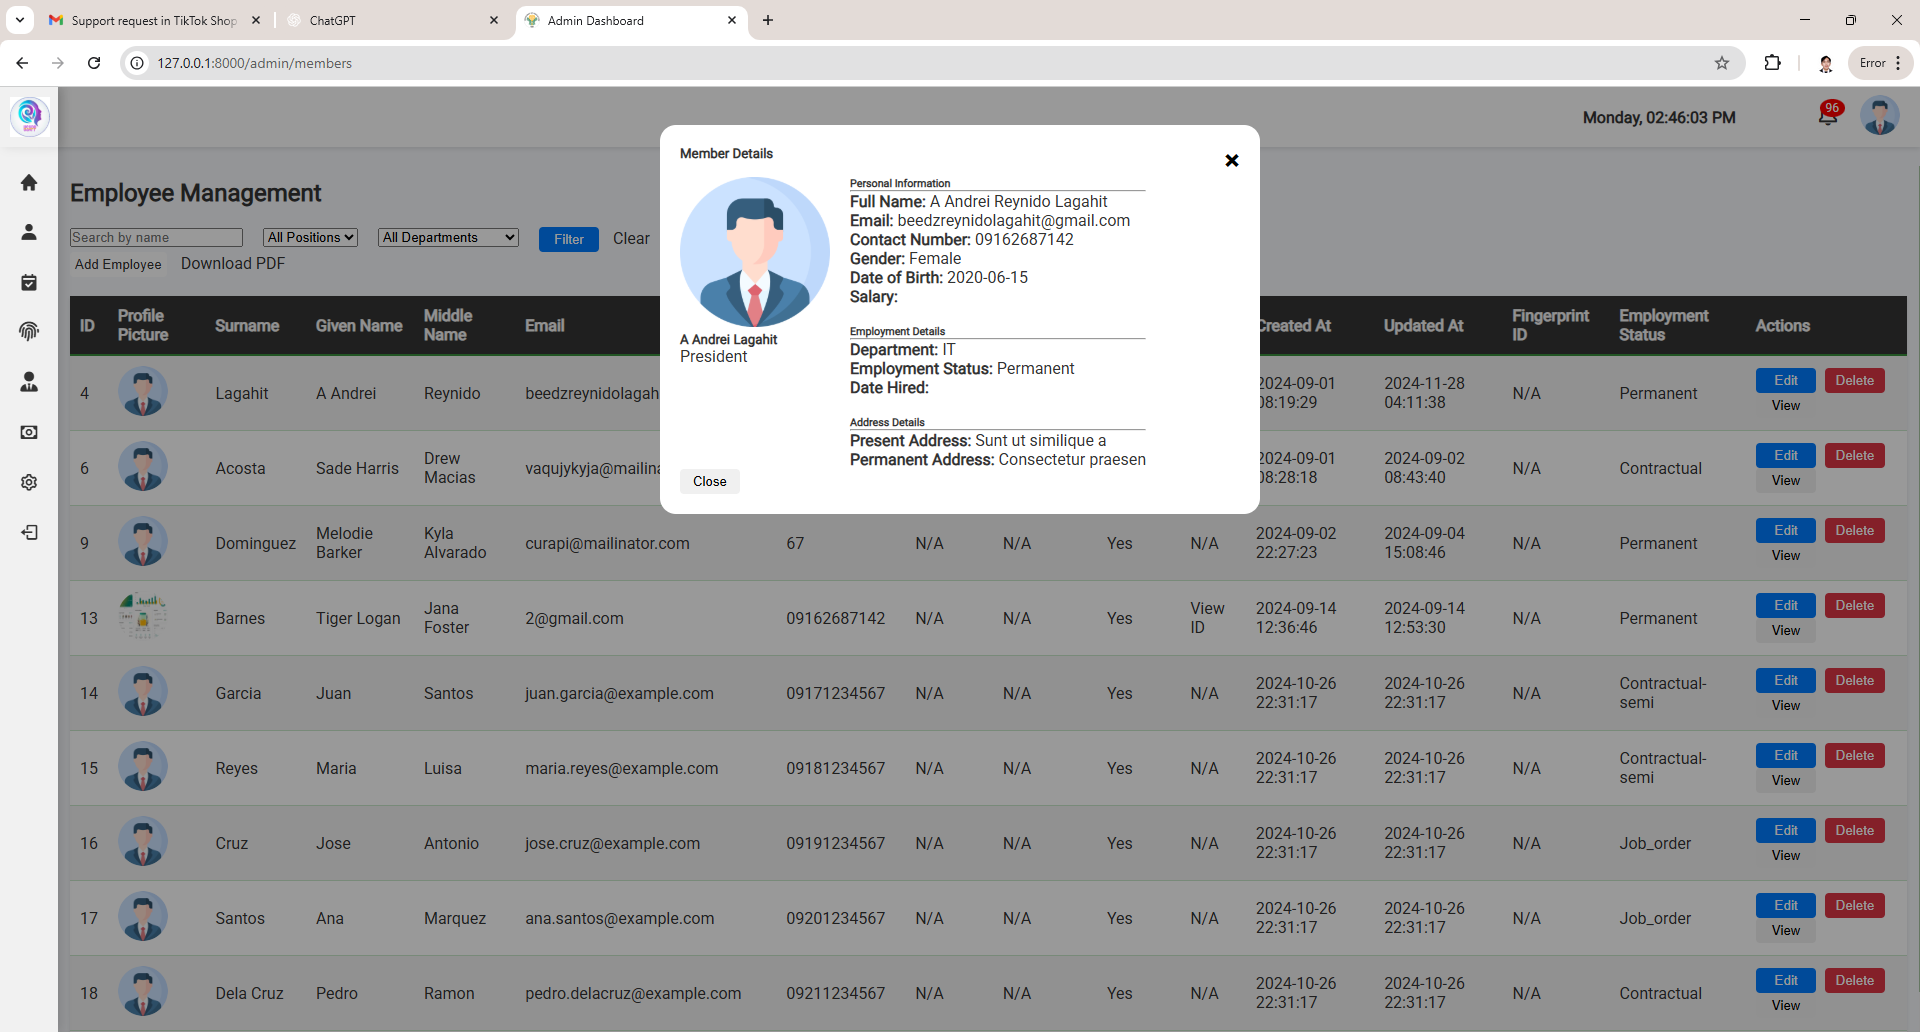 Support request in TikTok Shop
ChatGPT
Admin Dashboard
127.0.0.1:8000/admin/members
Error
Monday, 02:46:03 PM
96
Employee Management
Search by name
All Positions
All Departments
Filter
Clear
Add Employee
Download PDF
Member Details
A Andrei Lagahit
President
Personal Information
Full Name: A Andrei Reynido Lagahit
Email: beedzreynidolagahit@gmail.com
Contact Number: 09162687142
Gender: Female
Date of Birth: 2020-06-15
Salary:
Employment Details
Department: IT
Employment Status: Permanent
Date Hired:
Address Details
Present Address: Sunt ut similique a
Permanent Address: Consectetur praesen
Close
ID Profile Picture Surname Given Name Middle Name Email Created At Updated At Fingerprint ID Employment Status Actions
4 Lagahit A Andrei Reynido beedzreynidolagah 2024-09-01 08:19:29 2024-11-28 04:11:38 N/A Permanent Edit Delete View
6 Acosta Sade Harris Drew Macias vaqujykyja@mailina 2024-09-01 08:28:18 2024-09-02 08:43:40 N/A Contractual Edit Delete View
9 Dominguez Melodie Barker Kyla Alvarado curapi@mailinator.com 67 N/A N/A Yes N/A 2024-09-02 22:27:23 2024-09-04 15:08:46 N/A Permanent Edit Delete View
13 Barnes Tiger Logan Jana Foster 2@gmail.com 09162687142 N/A N/A Yes View ID 2024-09-14 12:36:46 2024-09-14 12:53:30 N/A Permanent Edit Delete View
14 Garcia Juan Santos juan.garcia@example.com 09171234567 N/A N/A Yes N/A 2024-10-26 22:31:17 2024-10-26 22:31:17 N/A Contractual-semi Edit Delete View
15 Reyes Maria Luisa maria.reyes@example.com 09181234567 N/A N/A Yes N/A 2024-10-26 22:31:17 2024-10-26 22:31:17 N/A Contractual-semi Edit Delete View
16 Cruz Jose Antonio jose.cruz@example.com 09191234567 N/A N/A Yes N/A 2024-10-26 22:31:17 2024-10-26 22:31:17 N/A Job_order Edit Delete View
17 Santos Ana Marquez ana.santos@example.com 09201234567 N/A N/A Yes N/A 2024-10-26 22:31:17 2024-10-26 22:31:17 N/A Job_order Edit Delete View
18 Dela Cruz Pedro Ramon pedro.delacruz@example.com 09211234567 N/A N/A Yes N/A 2024-10-26 22:31:17 2024-10-26 22:31:17 N/A Contractual Edit Delete View